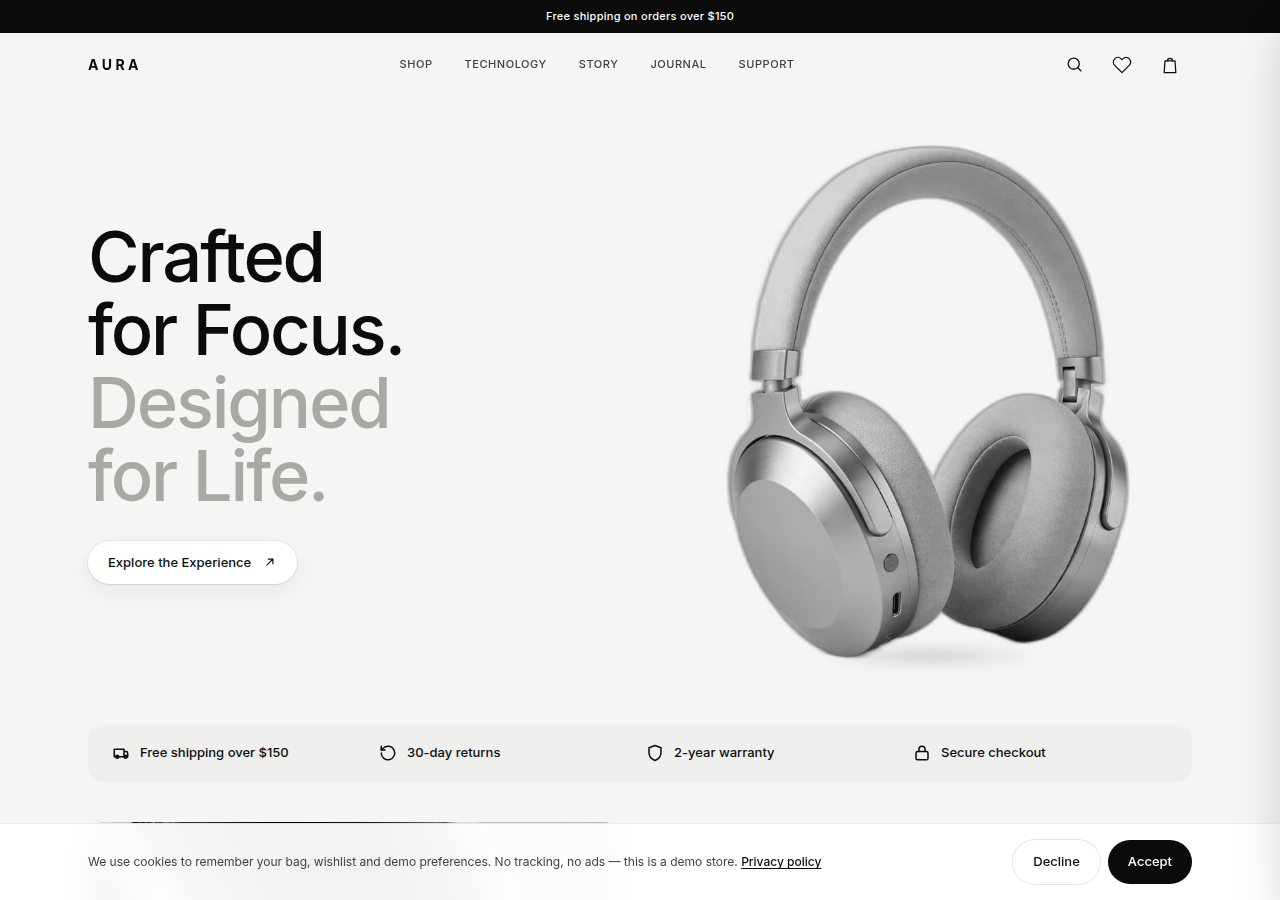 Free shipping on orders over $150
AURA
SHOP
TECHNOLOGY
STORY
JOURNAL
SUPPORT
Crafted
for Focus.
Designed
for Life.
Explore the Experience
Free shipping over $150
30-day returns
2-year warranty
Secure checkout
We use cookies to remember your bag, wishlist and demo preferences. No tracking, no ads — this is a demo store. Privacy policy
Decline
Accept